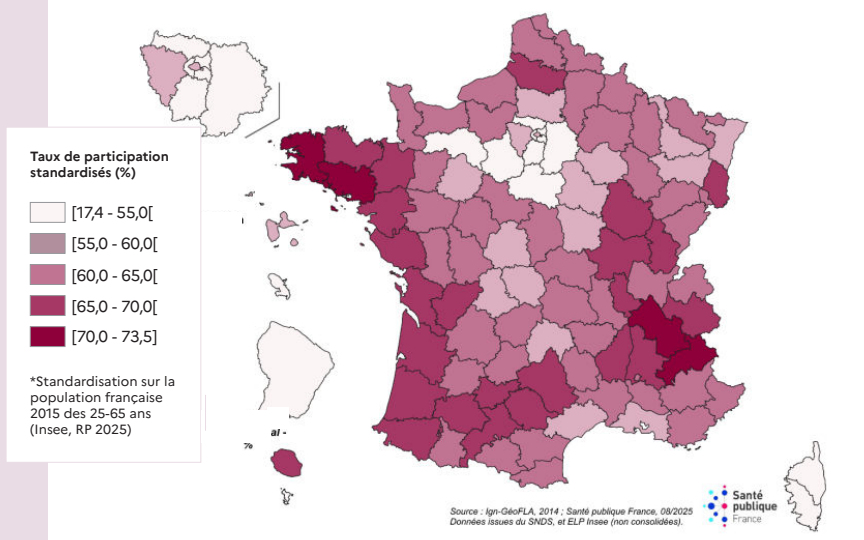 Taux de participation
standardisés (%)
[17,4 - 55,0[
[55,0 - 60,0[
[60,0 - 65,0[
[65,0 - 70,0[
[70,0 - 73,5]
*Standardisation sur la
population française
2015 des 25-65 ans
(Insee, RP 2025)
al -
Source : Ign-GéoFLA, 2014 ; Santé publique France, 08/2025
Données issues du SNDS, et ELP Insee (non consolidées).
Santé
publique
France